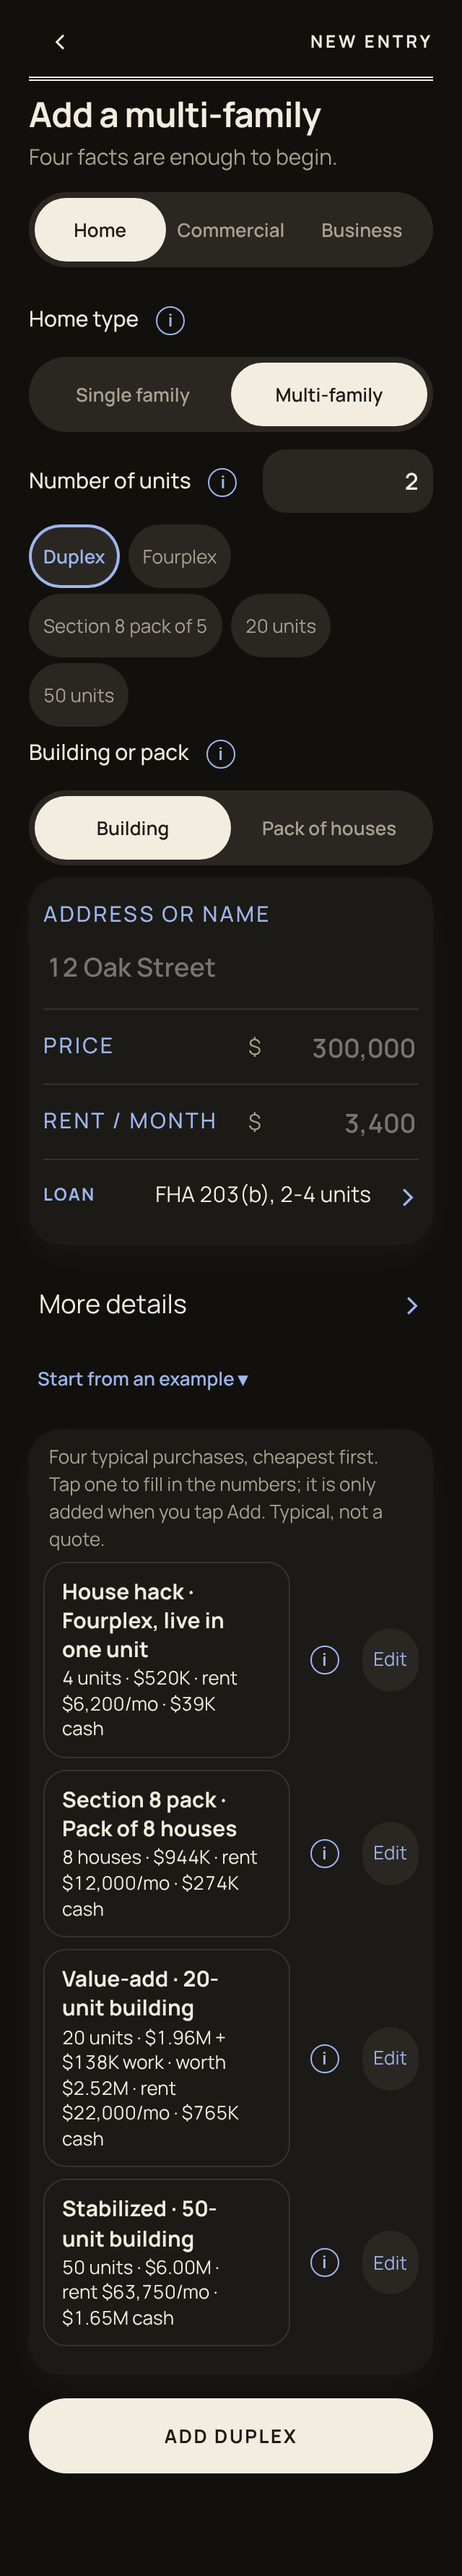 NEW ENTRY
Add a multi-family
Four facts are enough to begin.
Home Commercial Business
Home type i
Single family Multi-family
Number of units i 2
Duplex Fourplex
Section 8 pack of 5 20 units
50 units
Building or pack i
Building Pack of houses
ADDRESS OR NAME
12 Oak Street
PRICE $ 300,000
RENT / MONTH $ 3,400
LOAN FHA 203(b), 2-4 units
More details
Start from an example ▾
Four typical purchases, cheapest first.
Tap one to fill in the numbers; it is only
added when you tap Add. Typical, not a
quote.
House hack ·
Fourplex, live in
one unit
4 units · $520K · rent
$6,200/mo · $39K
cash
i Edit
Section 8 pack ·
Pack of 8 houses
8 houses · $944K · rent
$12,000/mo · $274K
cash
i Edit
Value-add · 20-
unit building
20 units · $1.96M +
$138K work · worth
$2.52M · rent
$22,000/mo · $765K
cash
i Edit
Stabilized · 50-
unit building
50 units · $6.00M ·
rent $63,750/mo ·
$1.65M cash
i Edit
ADD DUPLEX